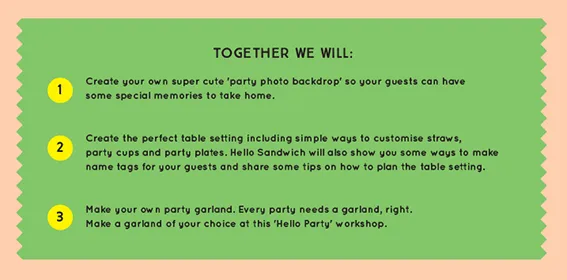 TOGETHER WE WILL:
1
Create your own super cute 'party photo backdrop' so your guests can have
some special memories to take home.
2
Create the perfect table setting including simple ways to customise straws,
party cups and party plates. Hello Sandwich will also show you some ways to make
name tags for your guests and share some tips on how to plan the table setting.
3
Make your own party garland. Every party needs a garland, right.
Make a garland of your choice at this 'Hello Party' workshop.